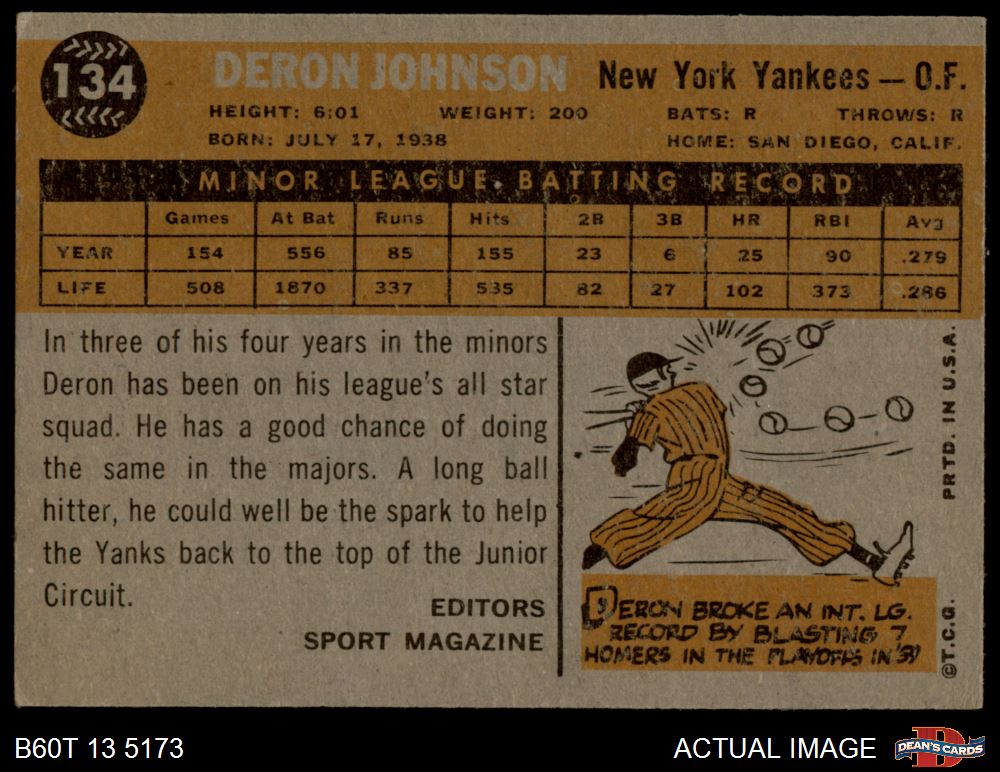 134
DERON JOHNSON New York Yankees — O.F.
HEIGHT: 6:01 WEIGHT: 200 BATS: R THROWS: R
BORN: JULY 17, 1938 HOME: SAN DIEGO, CALIF.
MINOR LEAGUE BATTING RECORD
Games At Bat Runs Hits 2B 3B HR RBI Avg
YEAR 154 556 85 155 23 6 25 90 .279
LIFE 508 1870 337 535 82 27 102 373 .286
In three of his four years in the minors
Deron has been on his league's all star
squad. He has a good chance of doing
the same in the majors. A long ball
hitter, he could well be the spark to help
the Yanks back to the top of the Junior
Circuit.
EDITORS
SPORT MAGAZINE
DERON BROKE AN INT. LG.
RECORD BY BLASTING 7
HOMERS IN THE PLAYOFFS IN '59
PRTD. IN U.S.A.
©T.C.G.
B60T 13 5173
ACTUAL IMAGE
DEAN'S CARDS